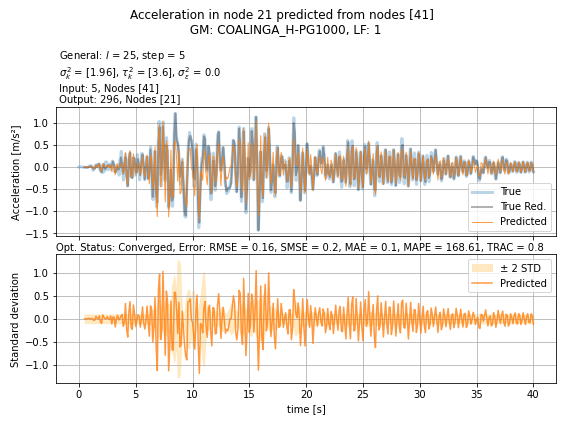 Acceleration in node 21 predicted from nodes [41]
GM: COALINGA_H-PG1000, LF: 1
General: l = 25, step = 5
σ²ₖ = [1.96], τ²ₖ = [3.6], σ²ε = 0.0
Input: 5, Nodes [41]
Output: 296, Nodes [21]
Acceleration [m/s²]
1.0
0.5
0.0
−0.5
−1.0
−1.5
True
True Red.
Predicted
Opt. Status: Converged, Error: RMSE = 0.16, SMSE = 0.2, MAE = 0.1, MAPE = 168.61, TRAC = 0.8
Standard deviation
1.0
0.5
0.0
−0.5
−1.0
± 2 STD
Predicted
0 5 10 15 20 25 30 35 40
time [s]